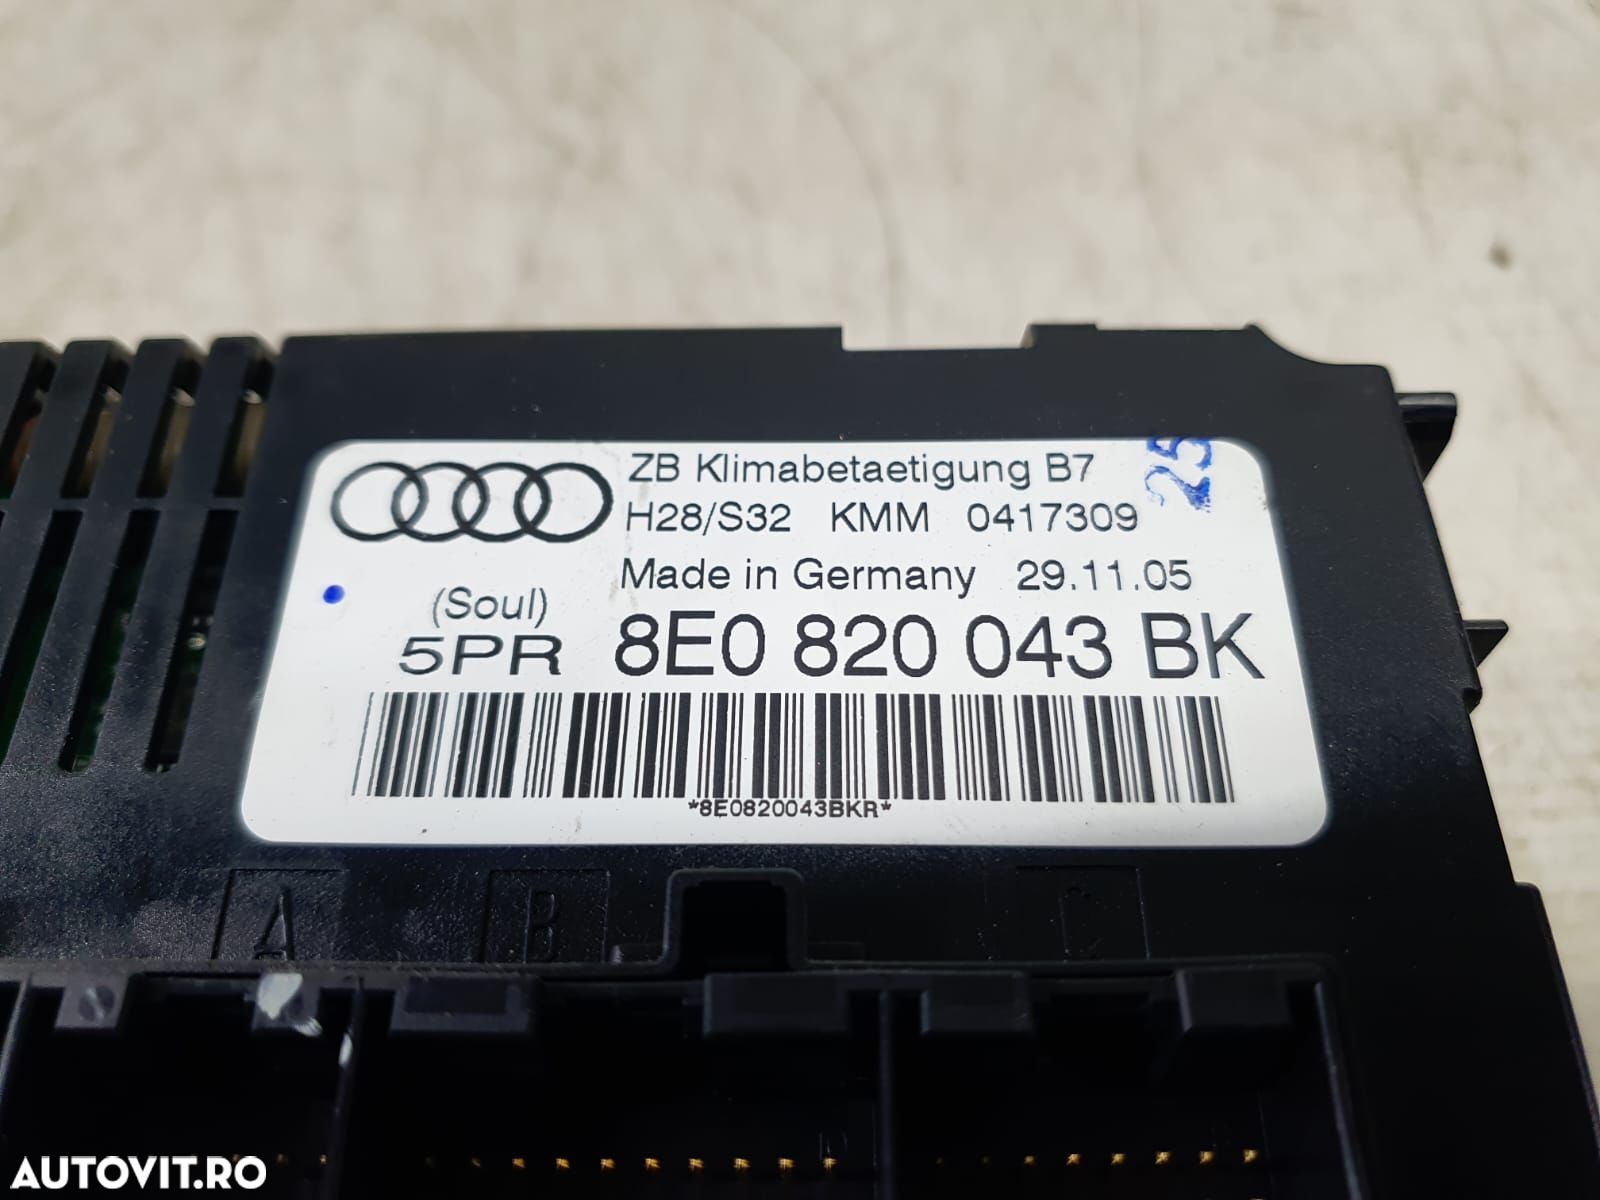 ZB Klimabetaetigung B7
25
H28/S32 KMM 0417309
Made in Germany 29.11.05
(Soul)
5PR 8E0 820 043 BK
*8E0820043BKR*
A B C
AUTOVIT.RO